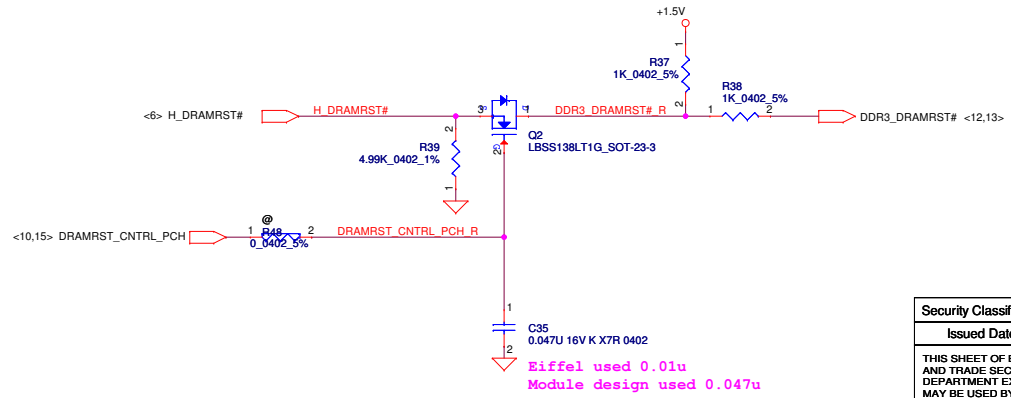 +1.5V
R37
1K_0402_5%
1
2
R38
1K_0402_5%
1
2
<6> H_DRAMRST#
H_DRAMRST#
3
1
DDR3_DRAMRST#_R
DDR3_DRAMRST# <12,13>
Q2
LBSS138LT1G_SOT-23-3
2
R39
4.99K_0402_1%
2
1
@
R48
0_0402_5%
<10,15> DRAMRST_CNTRL_PCH
1
2
DRAMRST_CNTRL_PCH_R
1
C35
0.047U 16V K X7R 0402
2
Eiffel used 0.01u
Module design used 0.047u
Security Classif
Issued Date
THIS SHEET OF E
AND TRADE SEC
DEPARTMENT EX
MAY BE USED BY